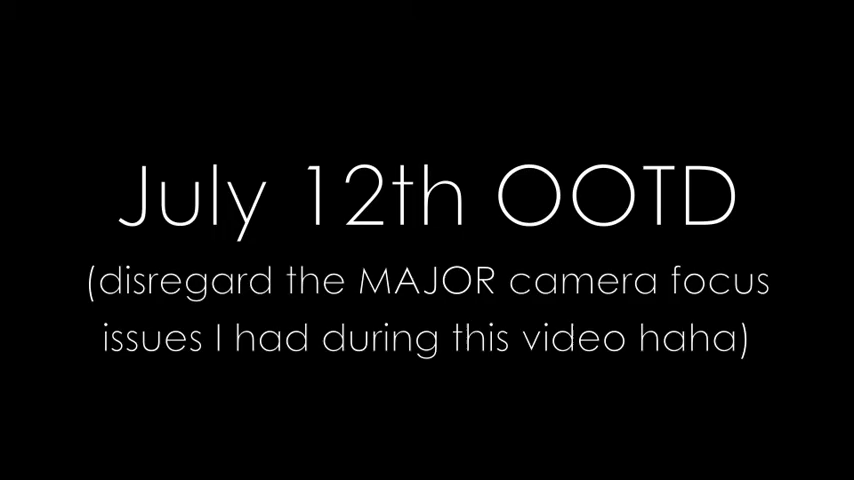 July 12th OOTD
(disregard the MAJOR camera focus
issues I had during this video haha)